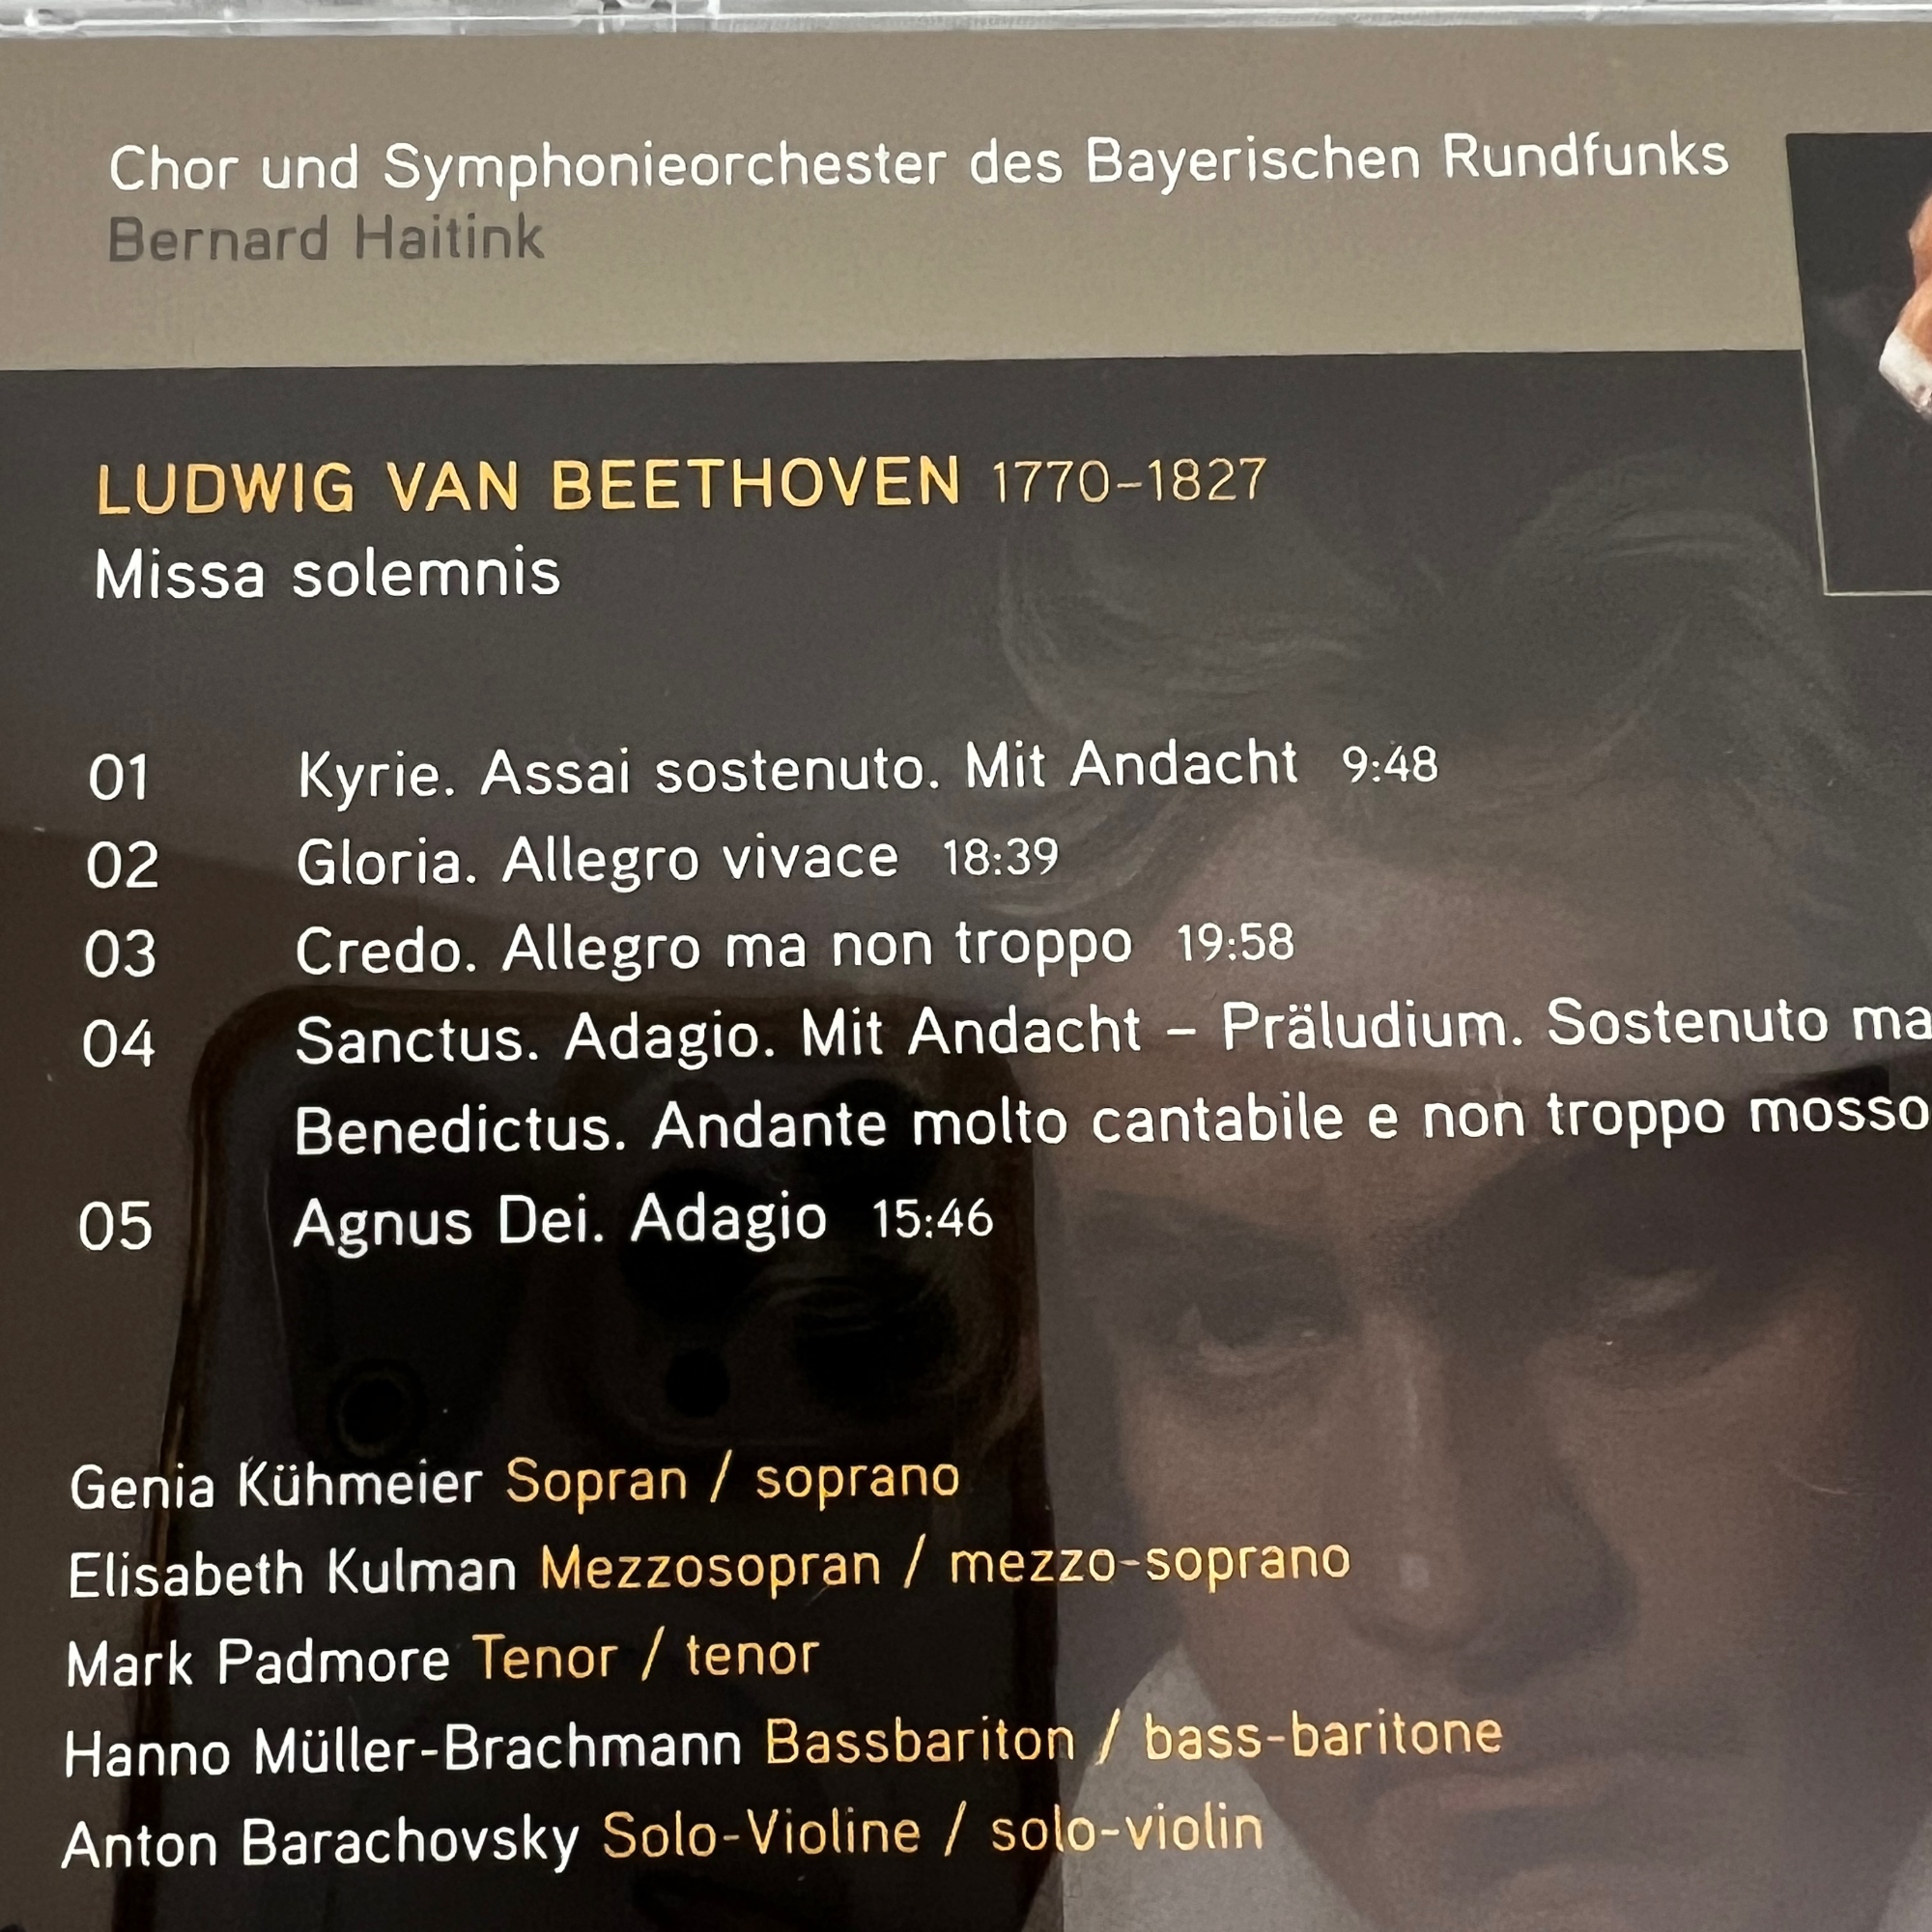 Chor und Symphonieorchester des Bayerischen Rundfunks
Bernard Haitink
LUDWIG VAN BEETHOVEN 1770–1827
Missa solemnis
01 Kyrie. Assai sostenuto. Mit Andacht 9:48
02 Gloria. Allegro vivace 18:39
03 Credo. Allegro ma non troppo 19:58
04 Sanctus. Adagio. Mit Andacht – Präludium. Sostenuto ma
Benedictus. Andante molto cantabile e non troppo mosso
05 Agnus Dei. Adagio 15:46
Genia Kühmeier Sopran / soprano
Elisabeth Kulman Mezzosopran / mezzo-soprano
Mark Padmore Tenor / tenor
Hanno Müller-Brachmann Bassbariton / bass-baritone
Anton Barachovsky Solo-Violine / solo-violin